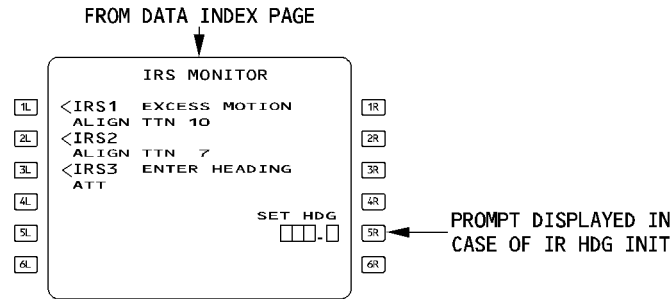 FROM DATA INDEX PAGE
IRS MONITOR
1L <IRS1 EXCESS MOTION 1R
ALIGN TTN 10
2L <IRS2 2R
ALIGN TTN 7
3L <IRS3 ENTER HEADING 3R
ATT
4L 4R
SET HDG
5L □□□.□ 5R PROMPT DISPLAYED IN
CASE OF IR HDG INIT
6L 6R